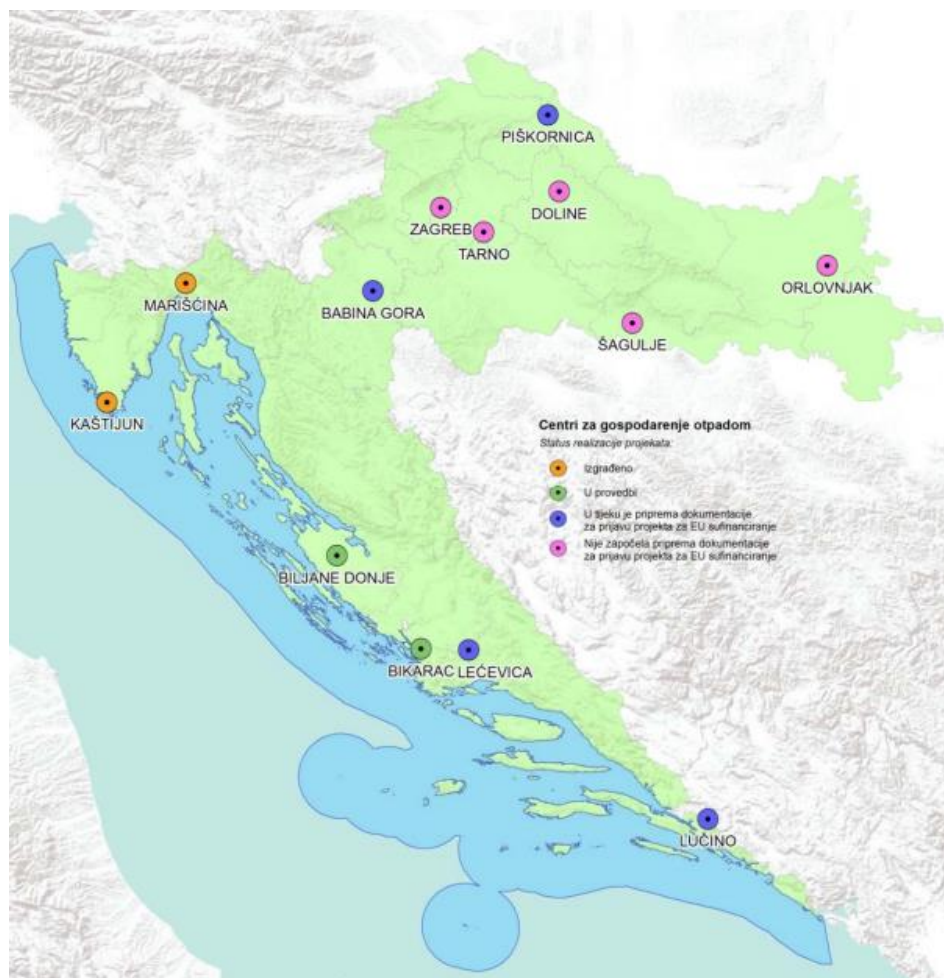 PIŠKORNICA
DOLINE
ZAGREB
TARNO
ORLOVNJAK
MARIŠĆINA
BABINA GORA
ŠAGULJE
KAŠTIJUN
Centri za gospodarenje otpadom
Status realizacije projekata:
Izgrađeno
U provedbi
U tijeku je priprema dokumentacije
za prijavu projekta za EU sufinanciranje
Nije započela priprema dokumentacije
za prijavu projekta za EU sufinanciranje
BILJANE DONJE
BIKARAC
LEĆEVICA
LUČINO